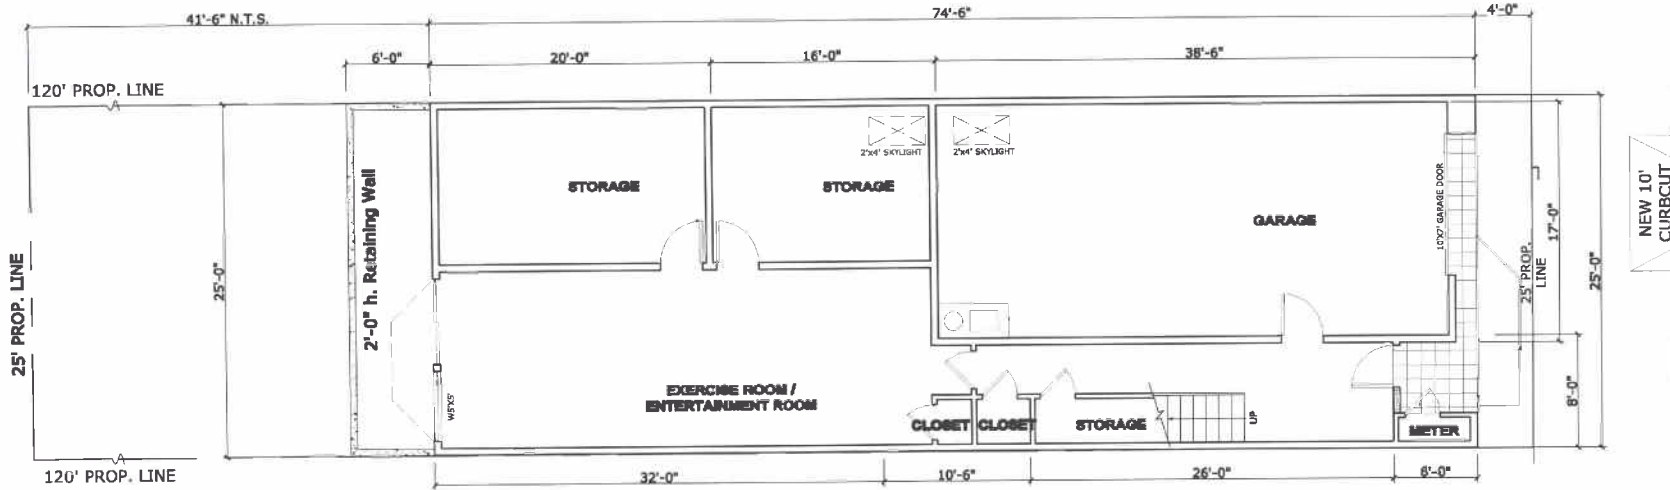 41'-6" N.T.S.
74'-6"
4'-0"
6'-0"
20'-0"
16'-0"
38'-6"
120' PROP. LINE
2'x4' SKYLIGHT
2'x4' SKYLIGHT
STORAGE
STORAGE
GARAGE
10'X7' GARAGE DOOR
17'-0"
25'-0"
25' PROP.
LINE
NEW 10'
CURBCUT
25'-0"
25' PROP. LINE
2'-0" h. Retaining Wall
W5'X5'
EXERCISE ROOM /
ENTERTAINMENT ROOM
CLOSET
CLOSET
STORAGE
UP
METER
8'-0"
120' PROP. LINE
32'-0"
10'-6"
26'-0"
6'-0"